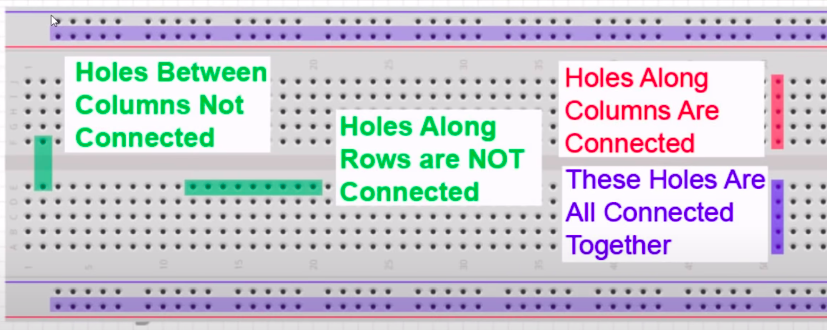 Holes Between
Columns Not
Connected
Holes Along
Rows are NOT
Connected
Holes Along
Columns Are
Connected
These Holes Are
All Connected
Together